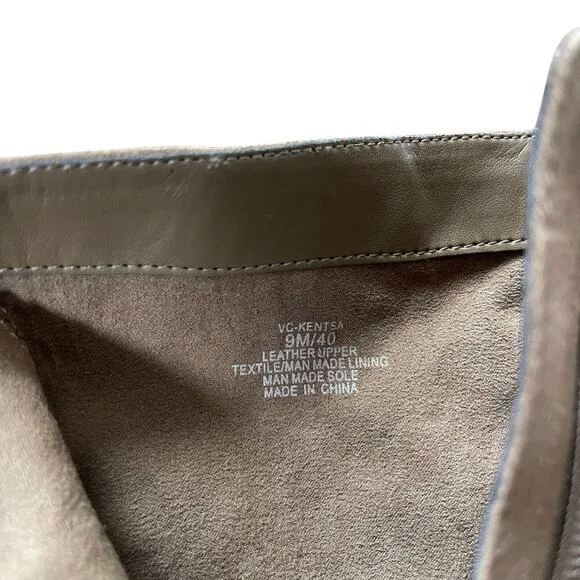 VC-KENTSA
9M/40
LEATHER UPPER
TEXTILE/MAN MADE LINING
MAN MADE SOLE
MADE IN CHINA